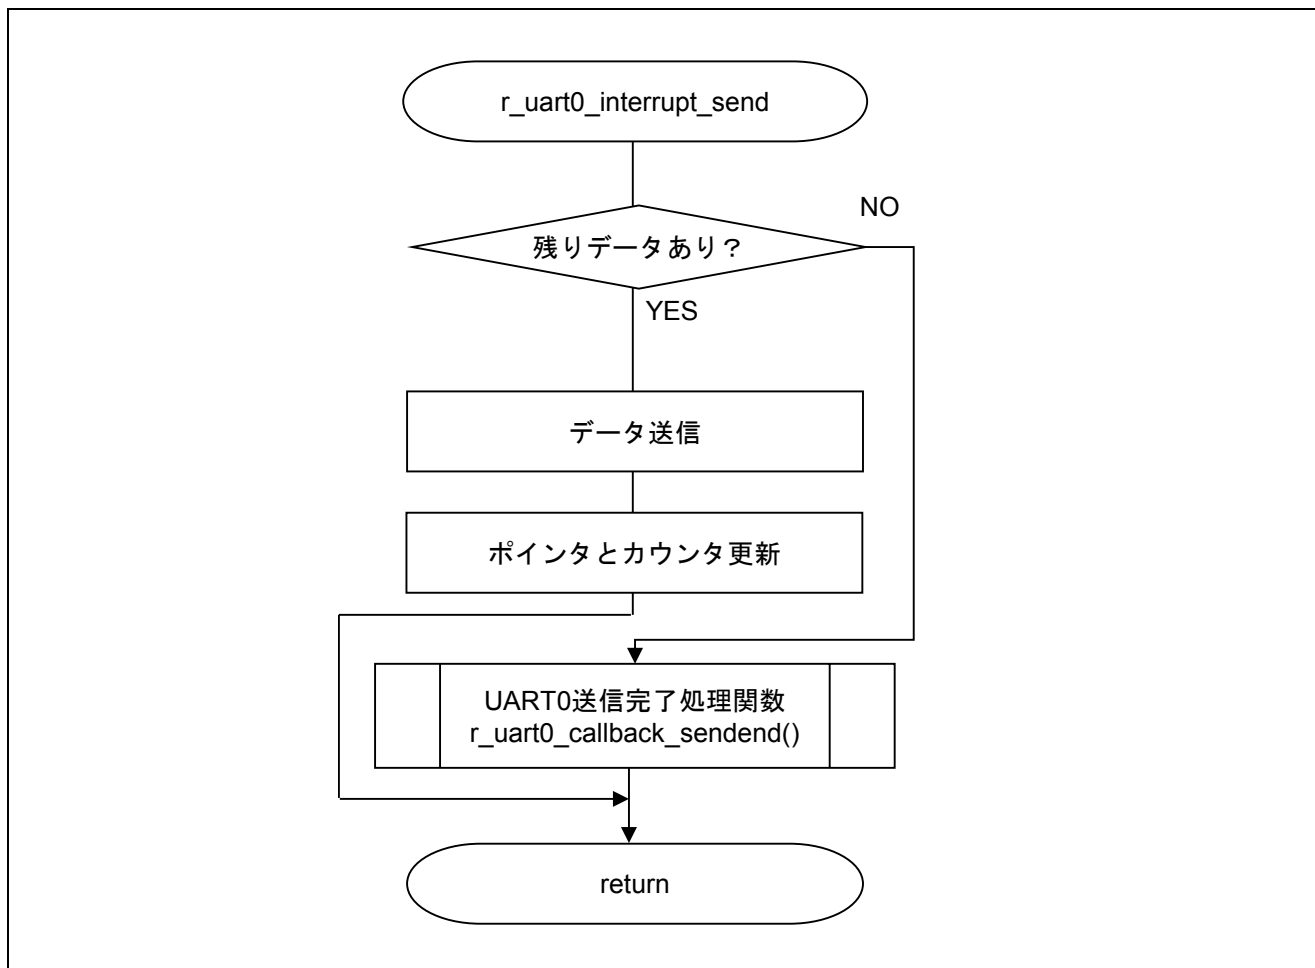 r_uart0_interrupt_send
NO
残りデータあり？
YES
データ送信
ポインタとカウンタ更新
UART0送信完了処理関数
r_uart0_callback_sendend()
return